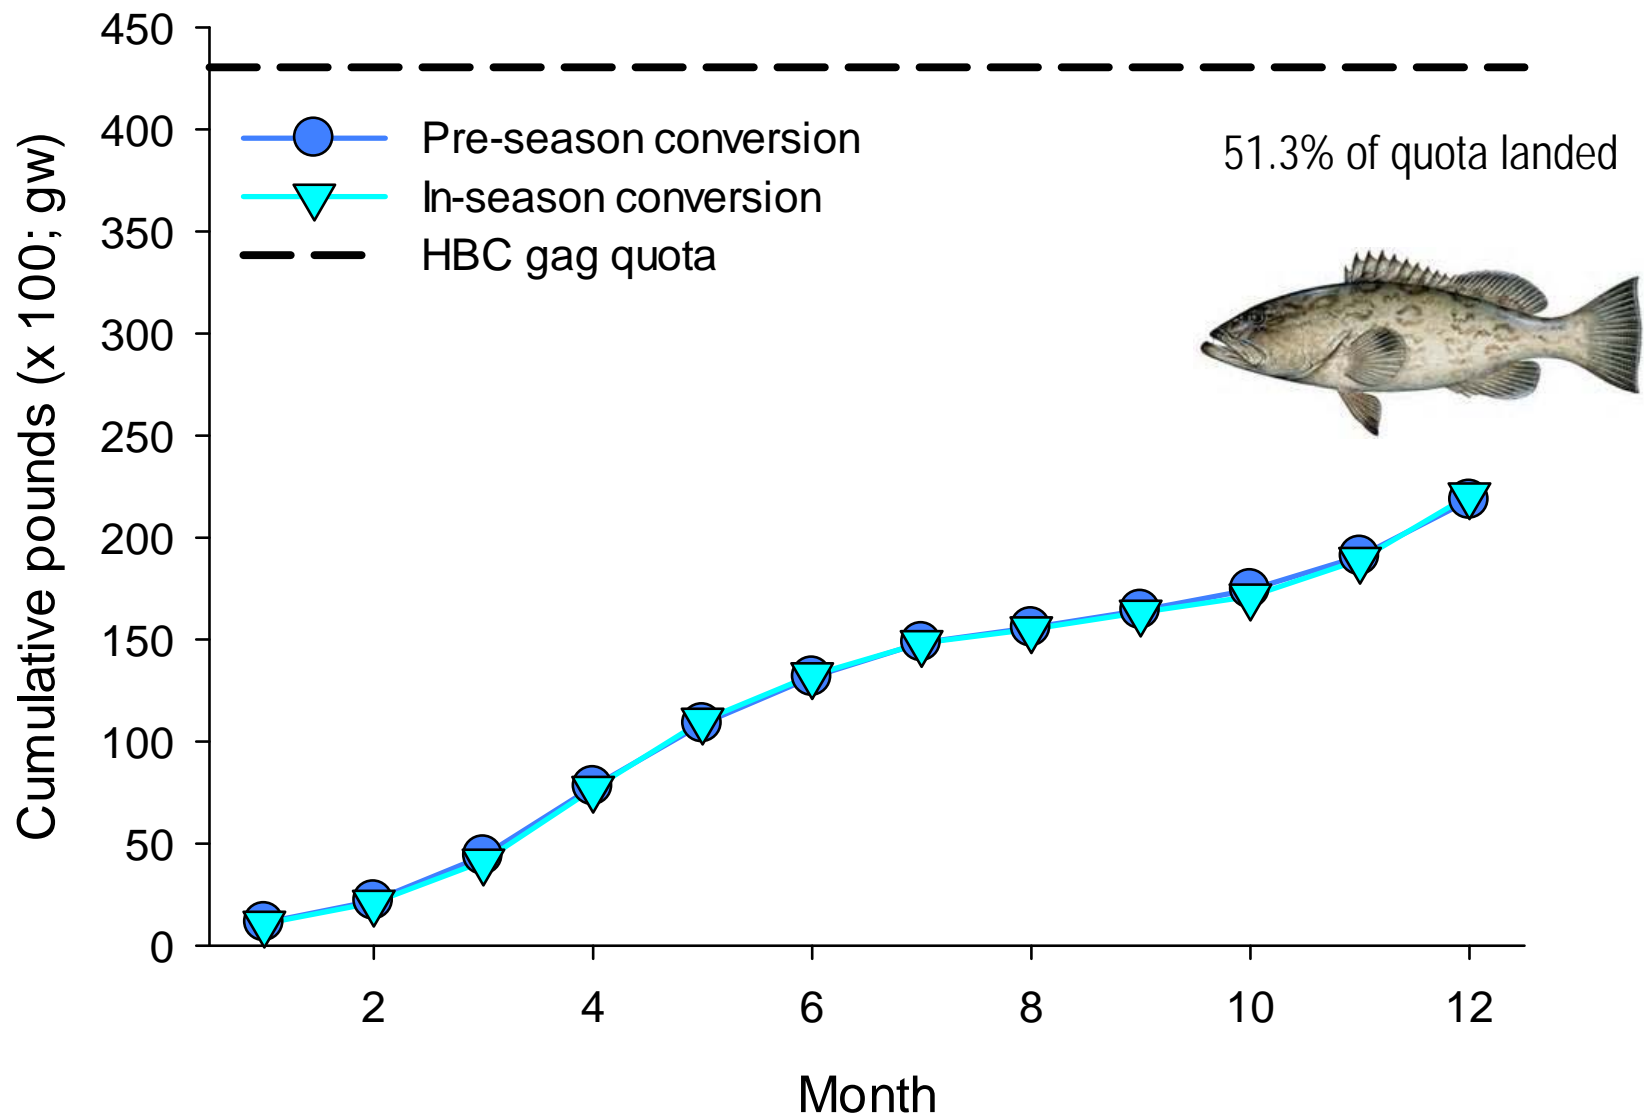 Cumulative pounds (x 100; gw)
450
400
350
300
250
200
150
100
50
0
Pre-season conversion
In-season conversion
HBC gag quota
51.3% of quota landed
2 4 6 8 10 12
Month